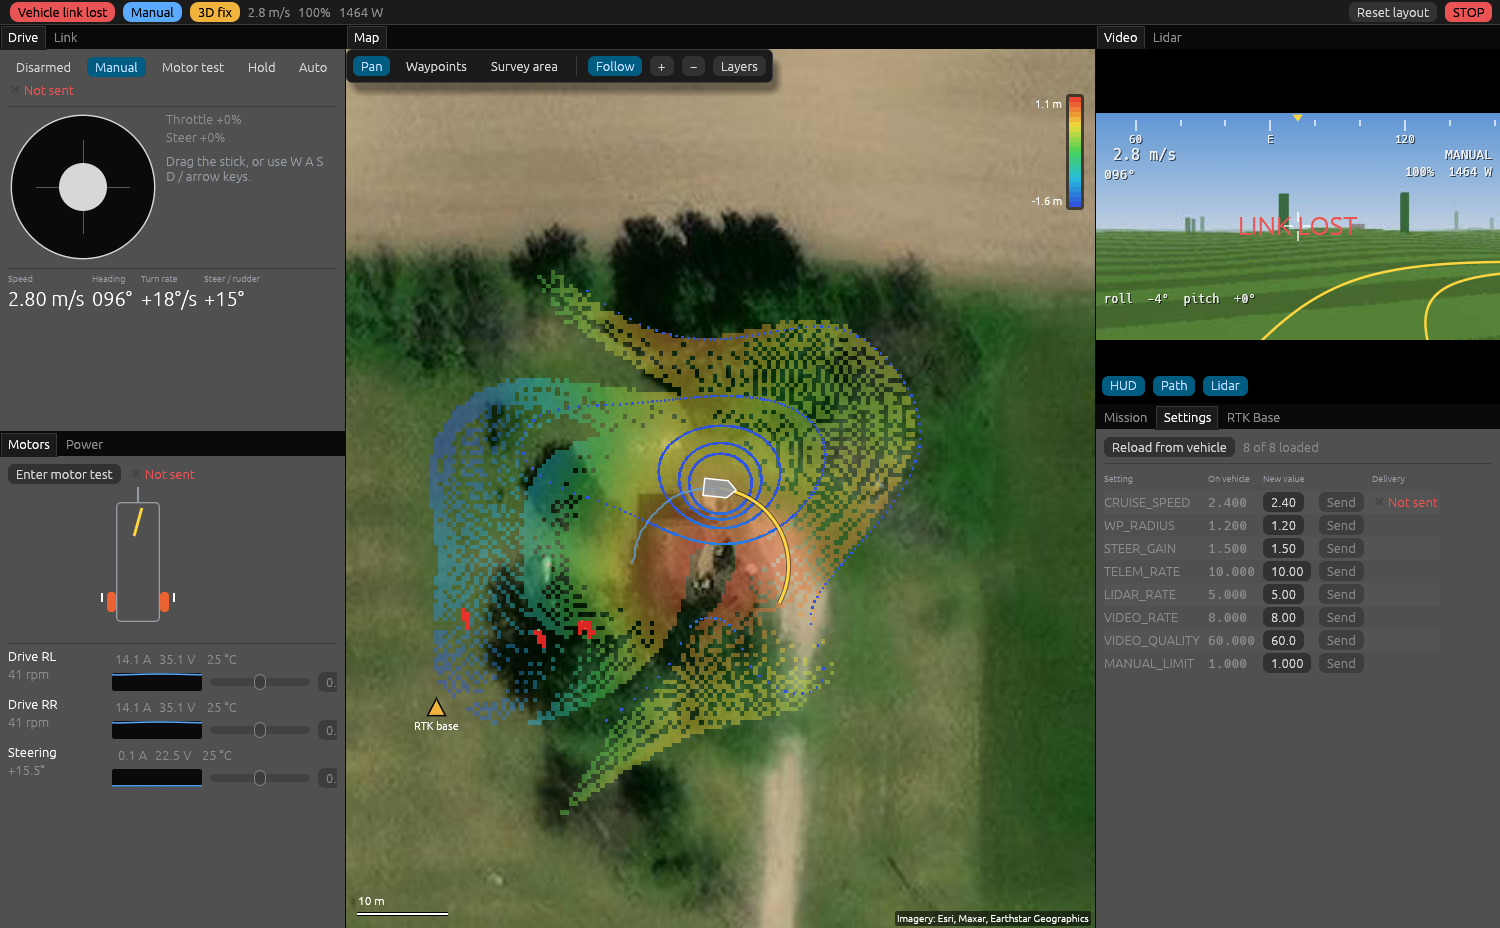 Vehicle link lost Manual 3D fix 2.8 m/s 100% 1464 W Reset layout STOP
Drive Link
Disarmed Manual Motor test Hold Auto
× Not sent
Throttle +0%
Steer +0%
Drag the stick, or use W A S
D / arrow keys.
Speed Heading Turn rate Steer / rudder
2.80 m/s 096° +18°/s +15°
Motors Power
Enter motor test × Not sent
Drive RL 14.1 A 35.1 V 25 °C
41 rpm 0.
Drive RR 14.1 A 35.1 V 25 °C
41 rpm 0.
Steering 0.1 A 22.5 V 25 °C
+15.5° 0.
Map
Pan Waypoints Survey area Follow + − Layers
1.1 m
-1.6 m
RTK base
10 m
Imagery: Esri, Maxar, Earthstar Geographics
Video Lidar
60 E 120
2.8 m/s MANUAL
096° 100% 1464 W
LINK LOST
roll -4° pitch +0°
HUD Path Lidar
Mission Settings RTK Base
Reload from vehicle 8 of 8 loaded
Setting On vehicle New value Delivery
CRUISE_SPEED 2.400 2.40 Send × Not sent
WP_RADIUS 1.200 1.20 Send
STEER_GAIN 1.500 1.50 Send
TELEM_RATE 10.000 10.00 Send
LIDAR_RATE 5.000 5.00 Send
VIDEO_RATE 8.000 8.00 Send
VIDEO_QUALITY 60.000 60.0 Send
MANUAL_LIMIT 1.000 1.000 Send